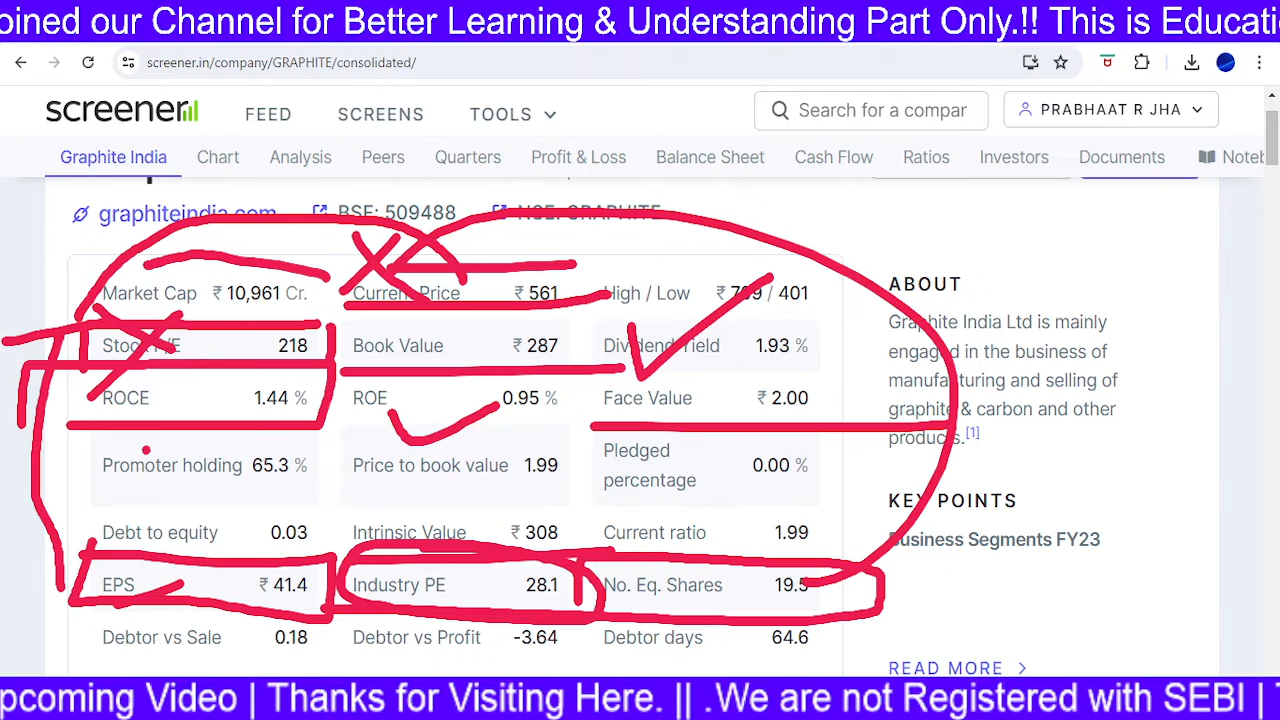 oined our Channel for Better Learning & Understanding Part Only.!! This is Educati
screener.in/company/GRAPHITE/consolidated/
screener
FEED
SCREENS
TOOLS
Search for a compar
PRABHAAT R JHA
Graphite India
Chart
Analysis
Peers
Quarters
Profit & Loss
Balance Sheet
Cash Flow
Ratios
Investors
Documents
Noteb
graphiteindia.com
BSE: 509488
NSE: GRAPHITE
Market Cap ₹ 10,961 Cr.
Current Price ₹ 561
High / Low ₹ / 401
Stock P/E 218
Book Value ₹ 287
Dividend Yield 1.93 %
ROCE 1.44 %
ROE 0.95 %
Face Value ₹ 2.00
Promoter holding 65.3 %
Price to book value 1.99
Pledged percentage 0.00 %
Debt to equity 0.03
Intrinsic Value ₹ 308
Current ratio 1.99
EPS ₹ 41.4
Industry PE 28.1
No. Eq. Shares 19.5
Debtor vs Sale 0.18
Debtor vs Profit -3.64
Debtor days 64.6
ABOUT
Graphite India Ltd is mainly
engaged in the business of
manufacturing and selling of
graphite & carbon and other
products.[1]
KEY POINTS
Business Segments FY23
READ MORE
pcoming Video | Thanks for Visiting Here. || .We are not Registered with SEBI |